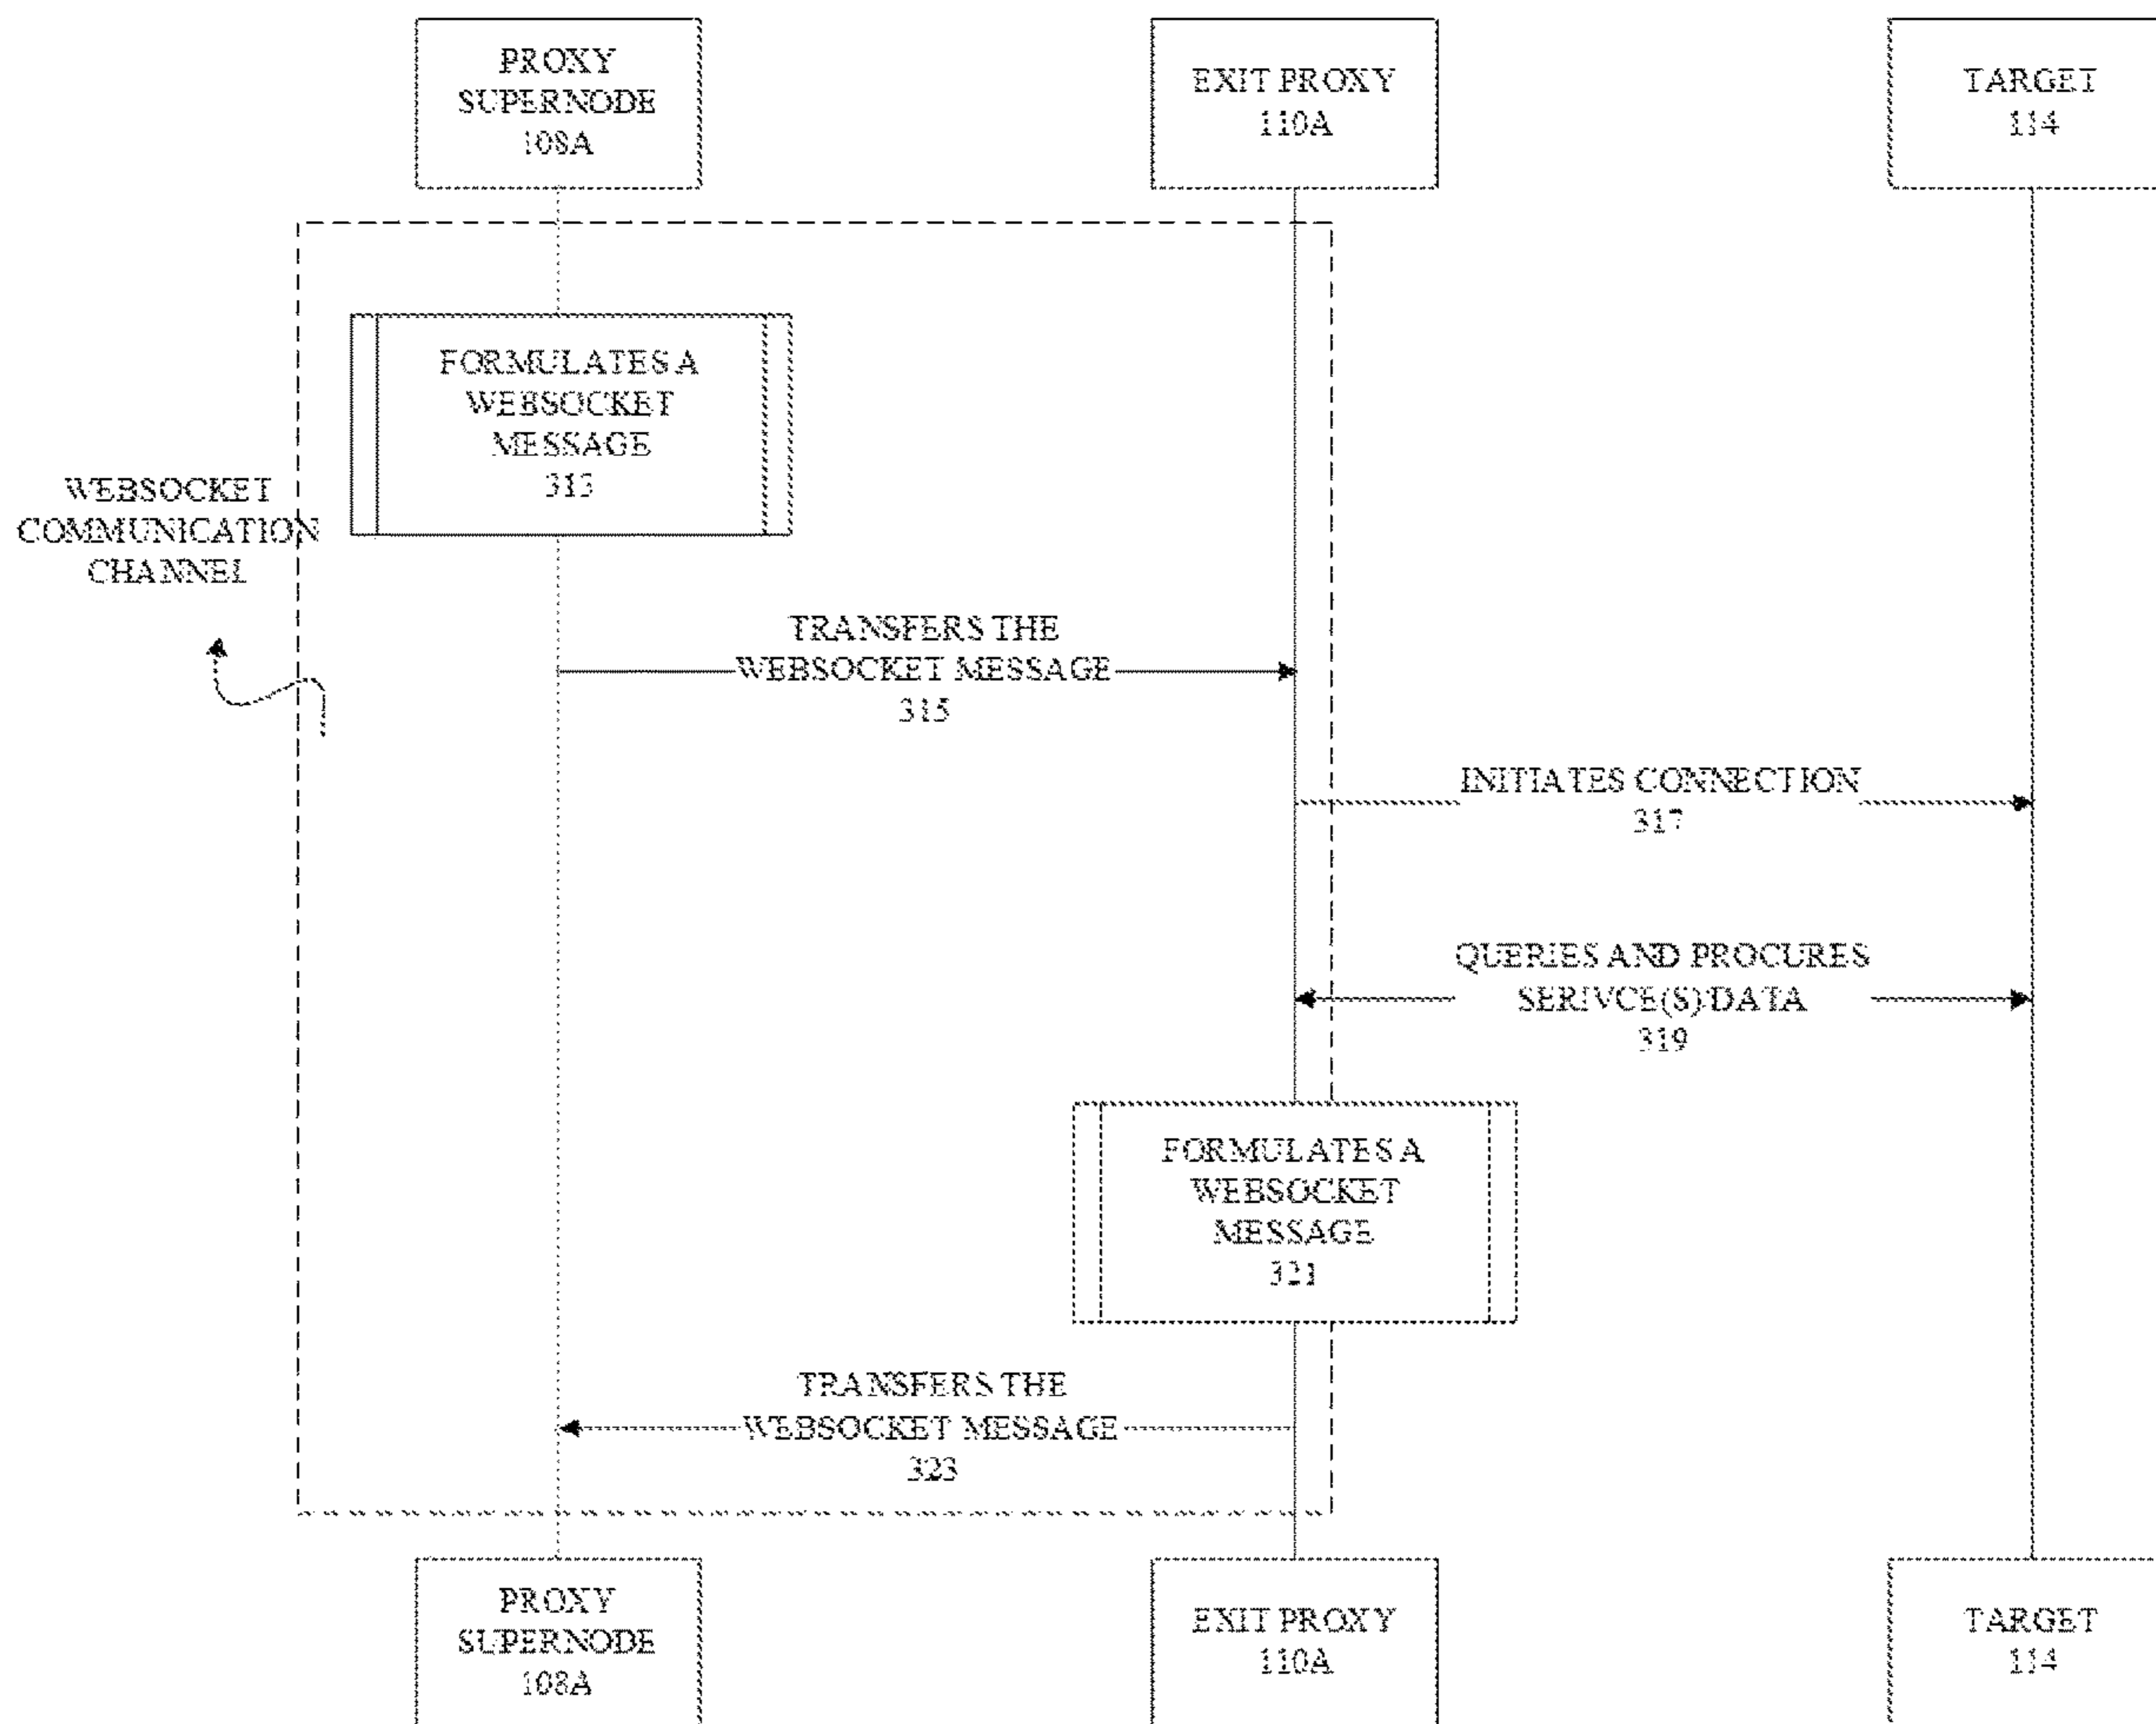 PROXY
SUPERNODE
108A
EXIT PROXY
110A
TARGET
114
FORMULATES A
WEBSOCKET
MESSAGE
313
WEBSOCKET
COMMUNICATION
CHANNEL
TRANSFERS THE
WEBSOCKET MESSAGE
315
INITIATES CONNECTION
317
QUERIES AND PROCURES
SERIVCE(S)/DATA
319
FORMULATES A
WEBSOCKET
MESSAGE
321
TRANSFERS THE
WEBSOCKET MESSAGE
323
PROXY
SUPERNODE
108A
EXIT PROXY
110A
TARGET
114